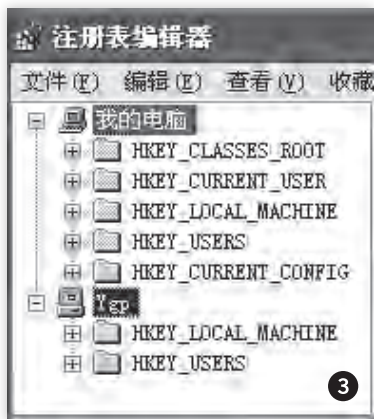 注册表编辑器
文件(F) 编辑(E) 查看(V) 收藏
我的电脑
HKEY_CLASSES_ROOT
HKEY_CURRENT_USER
HKEY_LOCAL_MACHINE
HKEY_USERS
HKEY_CURRENT_CONFIG
Ygp
HKEY_LOCAL_MACHINE
HKEY_USERS
3